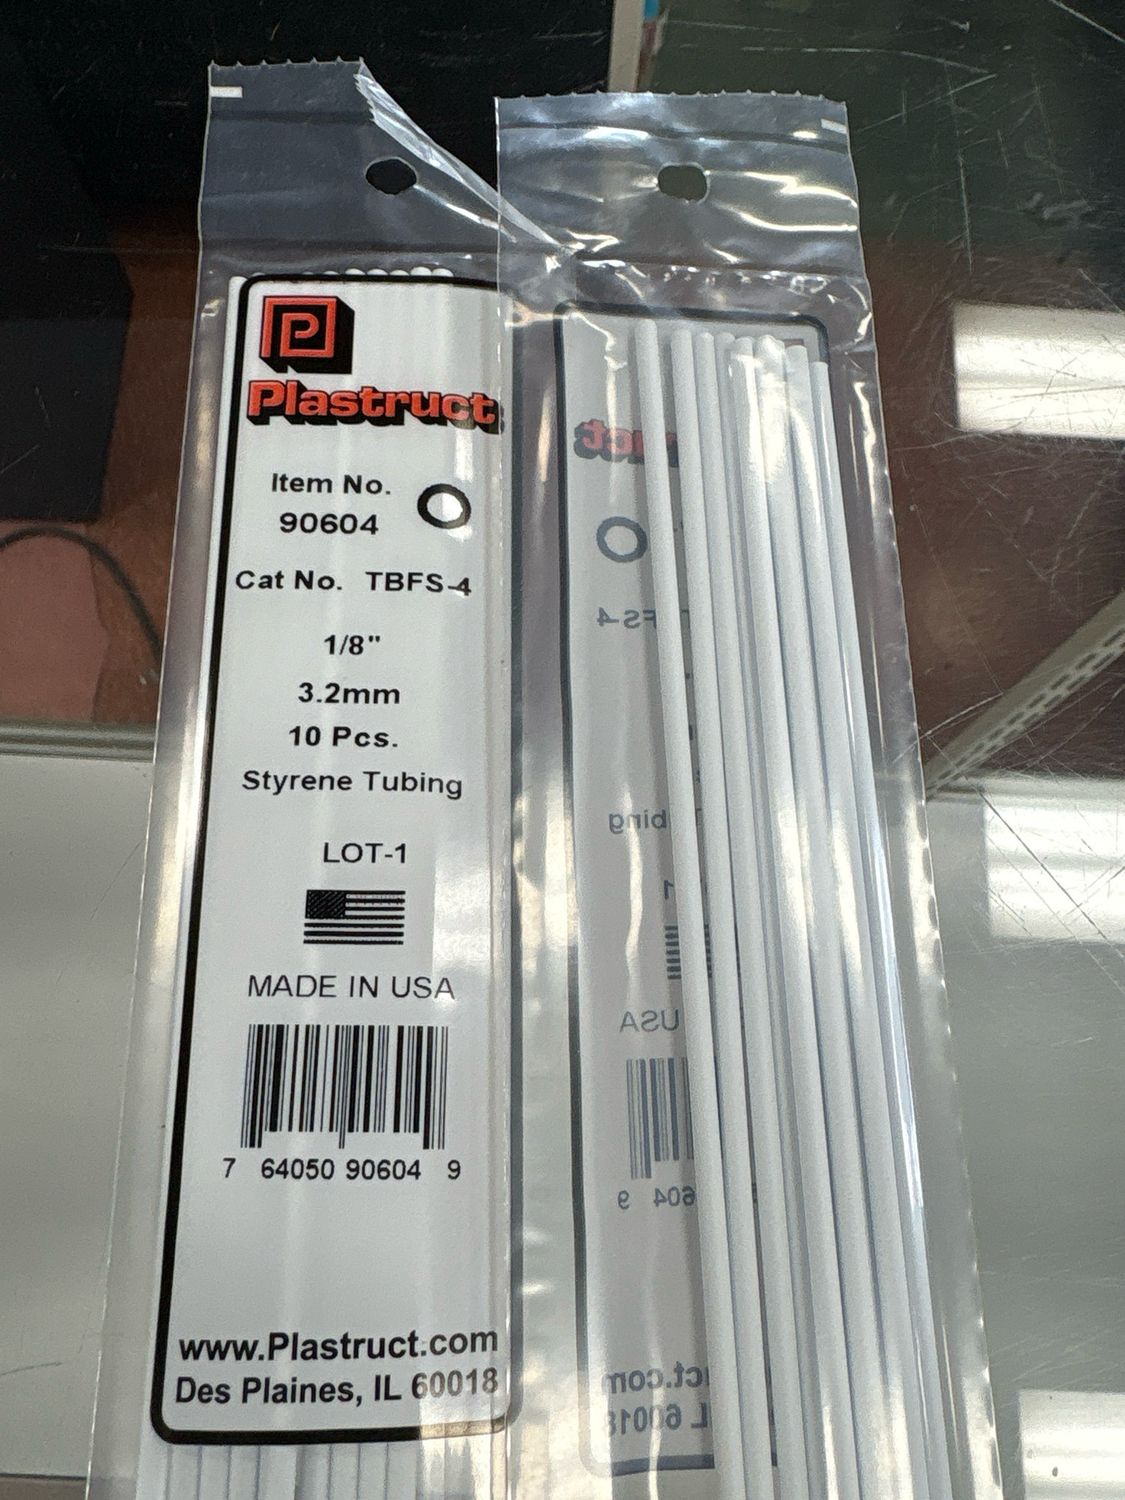 P
Plastruct
Item No.
90604
Cat No. TBFS-4
1/8"
3.2mm
10 Pcs.
Styrene Tubing
LOT-1
MADE IN USA
7 64050 90604 9
www.Plastruct.com
Des Plaines, IL 60018